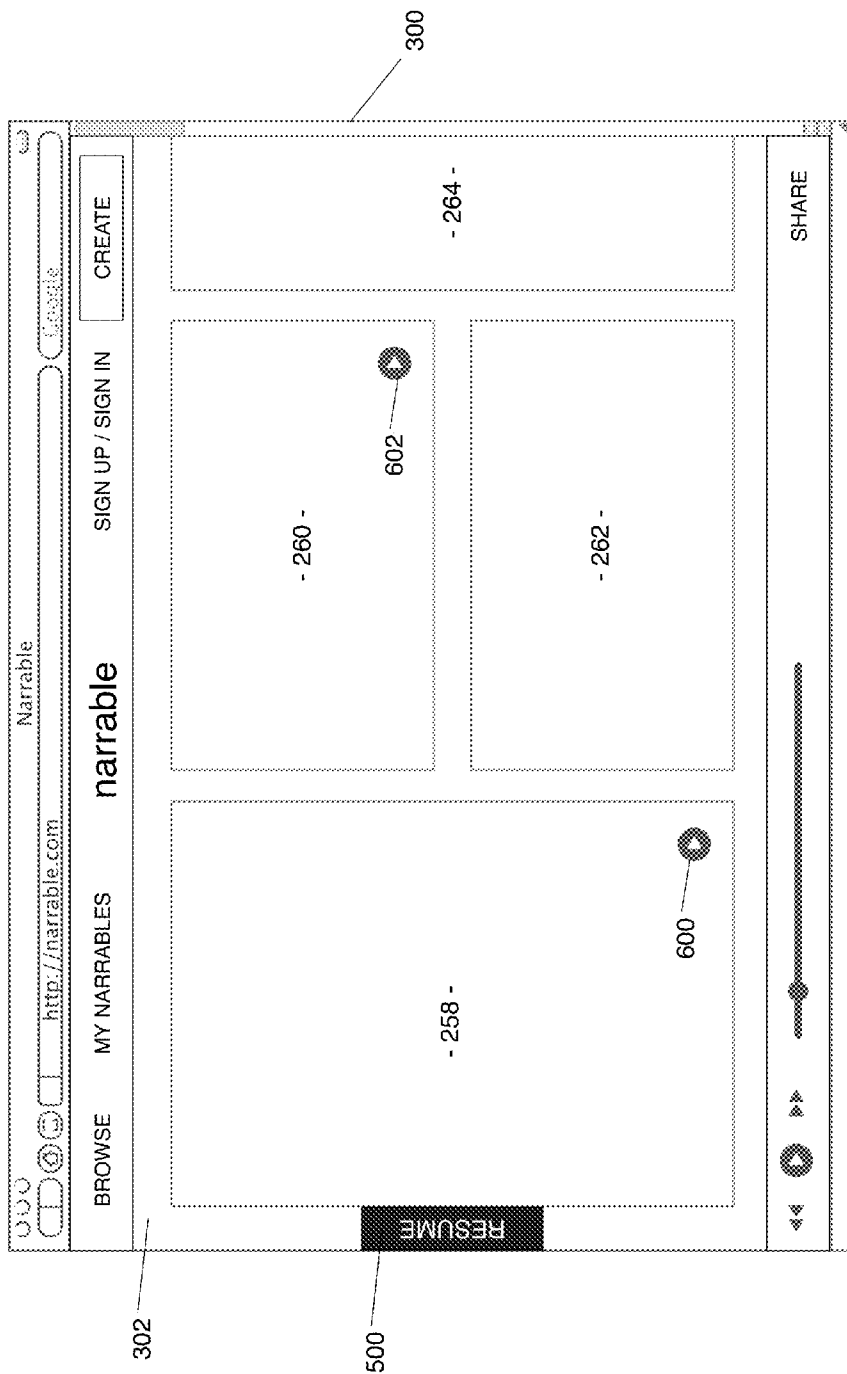 Narrable
http://narrable.com
Google
BROWSE
MY NARRABLES
narrable
SIGN UP / SIGN IN
CREATE
302
300
500
RESUME
- 258 -
600
- 260 -
602
- 262 -
- 264 -
SHARE